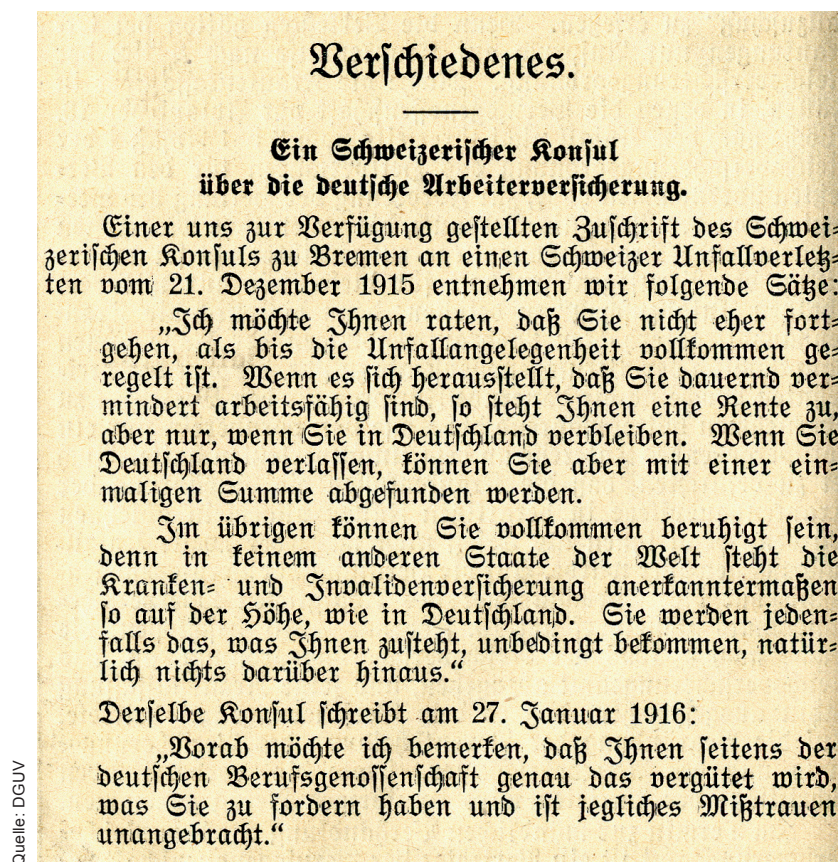 Verschiedenes.
Ein Schweizerischer Konsul
über die deutsche Arbeiterversicherung.
Einer uns zur Verfügung gestellten Zuschrift des Schwei-
zerischen Konsuls zu Bremen an einen Schweizer Unfallverletz-
ten vom 21. Dezember 1915 entnehmen wir folgende Sätze:
„Ich möchte Ihnen raten, daß Sie nicht eher fort-
gehen, als bis die Unfallangelegenheit vollkommen ge-
regelt ist. Wenn es sich herausstellt, daß Sie dauernd ver-
mindert arbeitsfähig sind, so steht Ihnen eine Rente zu,
aber nur, wenn Sie in Deutschland verbleiben. Wenn Sie
Deutschland verlassen, können Sie aber mit einer ein-
maligen Summe abgefunden werden.
Im übrigen können Sie vollkommen beruhigt sein,
denn in keinem anderen Staate der Welt steht die
Kranken- und Invalidenversicherung anerkanntermaßen
so auf der Höhe, wie in Deutschland. Sie werden jeden-
falls das, was Ihnen zusteht, unbedingt bekommen, natür-
lich nichts darüber hinaus.“
Derselbe Konsul schreibt am 27. Januar 1916:
„Vorab möchte ich bemerken, daß Ihnen seitens der
deutschen Berufsgenossenschaft genau das vergütet wird,
was Sie zu fordern haben und ist jegliches Mißtrauen
unangebracht.“
Quelle: DGUV